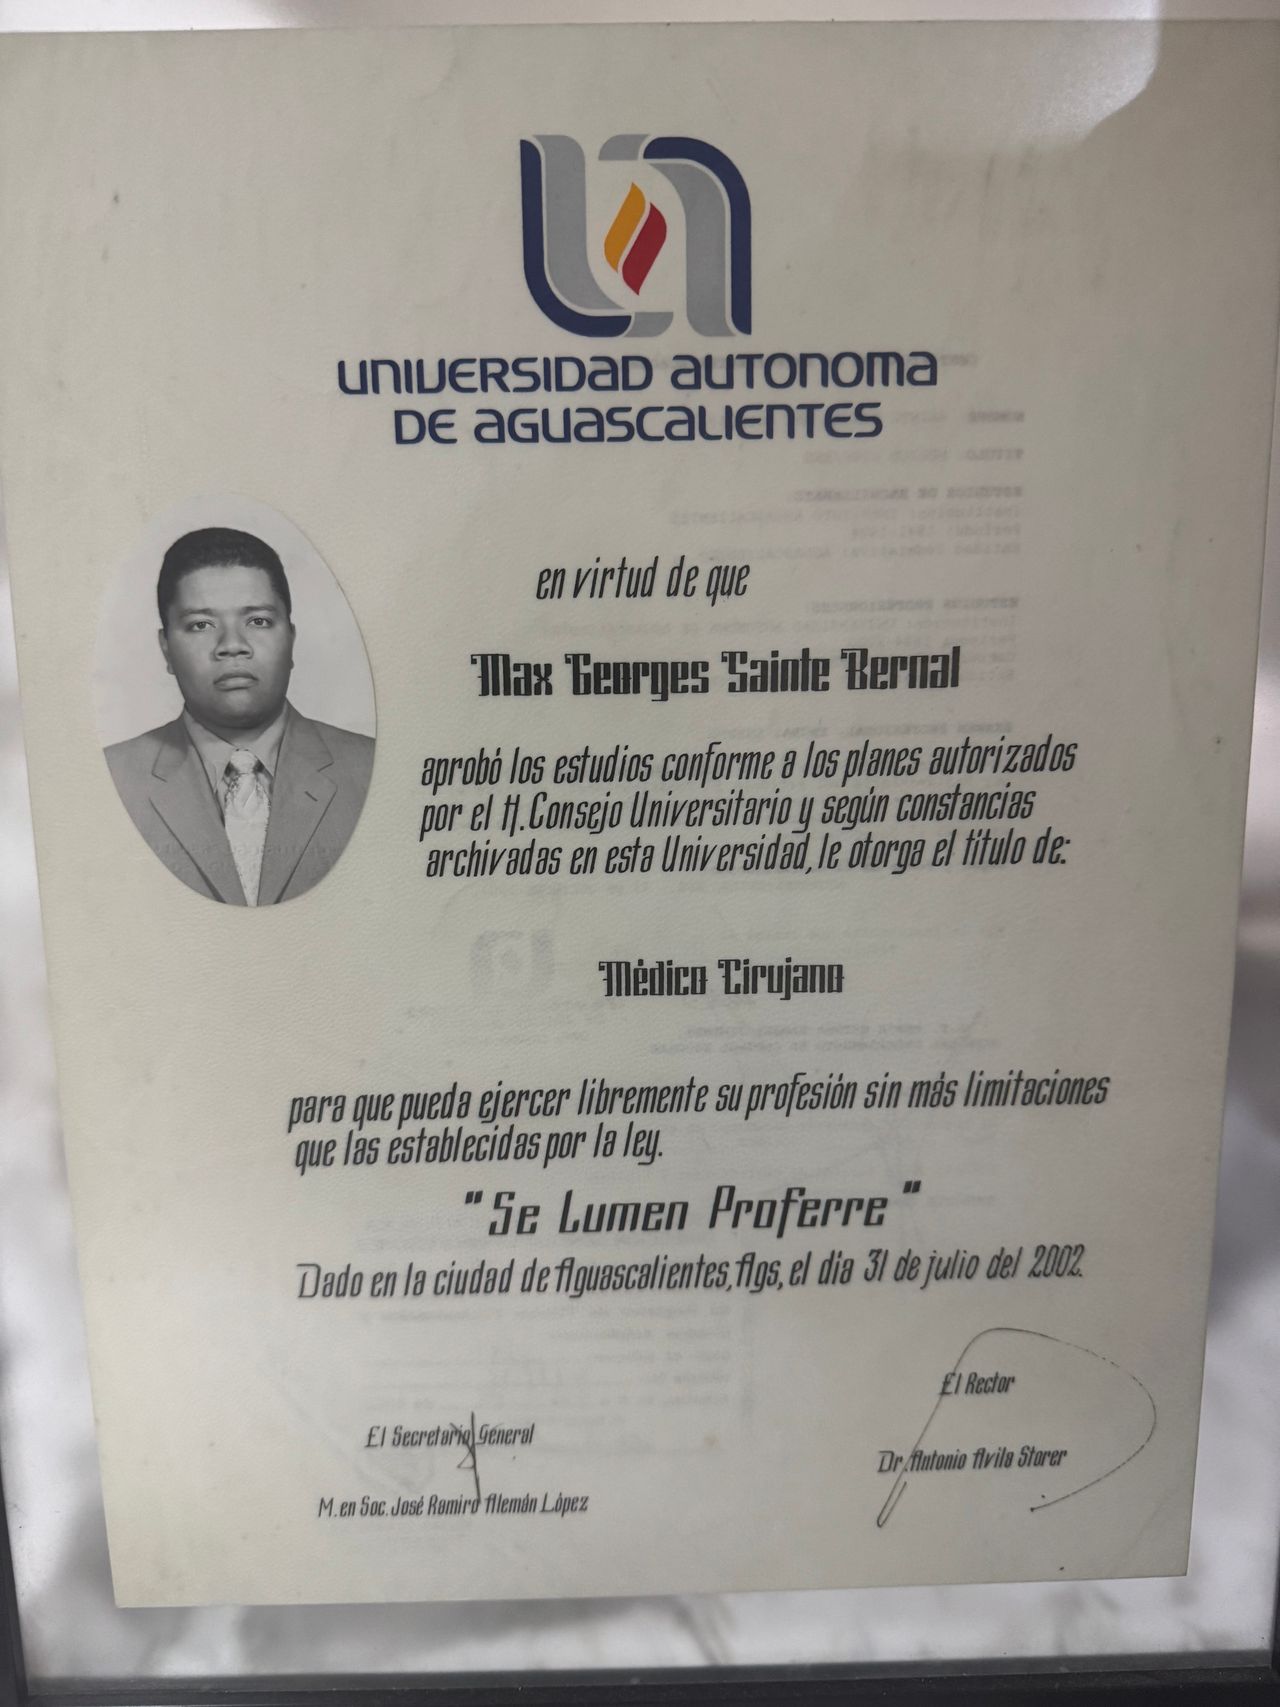 UNIVERSIDAD AUTONOMA
DE AGUASCALIENTES
en virtud de que
Max Georges Sainte Bernal
aprobó los estudios conforme a los planes autorizados
por el H. Consejo Universitario y según constancias
archivadas en esta Universidad, le otorga el título de:
Médico Cirujano
para que pueda ejercer libremente su profesión sin más limitaciones
que las establecidas por la ley.
"Se Lumen Proferre"
Dado en la ciudad de Aguascalientes, Ags, el dia 31 de julio del 2002.
El Rector
Dr. Antonio Avila Storer
El Secretario General
M. en Soc. José Ramiro Alemán López